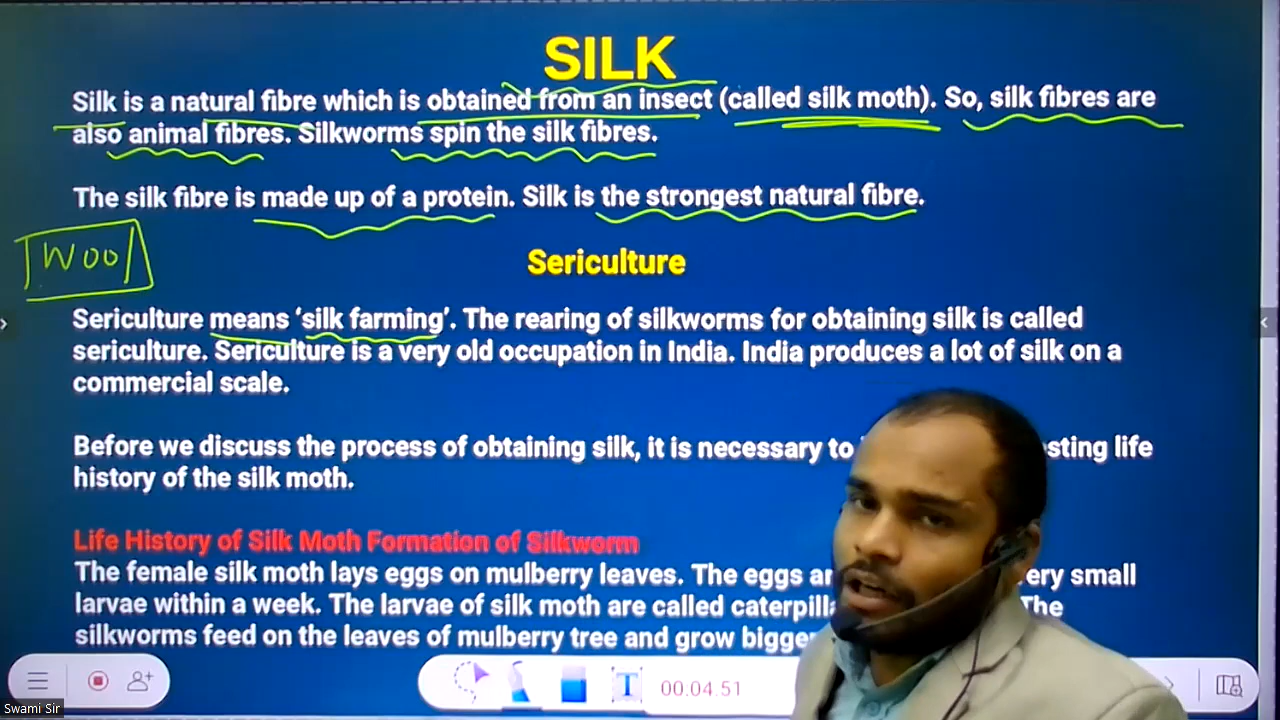 SILK
Silk is a natural fibre which is obtained from an insect (called silk moth). So, silk fibres are
also animal fibres. Silkworms spin the silk fibres.
The silk fibre is made up of a protein. Silk is the strongest natural fibre.
Wool
Sericulture
Sericulture means ‘silk farming’. The rearing of silkworms for obtaining silk is called
sericulture. Sericulture is a very old occupation in India. India produces a lot of silk on a
commercial scale.
Before we discuss the process of obtaining silk, it is necessary to
life
history of the silk moth.
Life History of Silk Moth Formation of Silkworm
The female silk moth lays eggs on mulberry leaves. The eggs small
larvae within a week. The larvae of silk moth are called The
silkworms feed on the leaves of mulberry tree and grow
T 00.04.51
Swami Sir